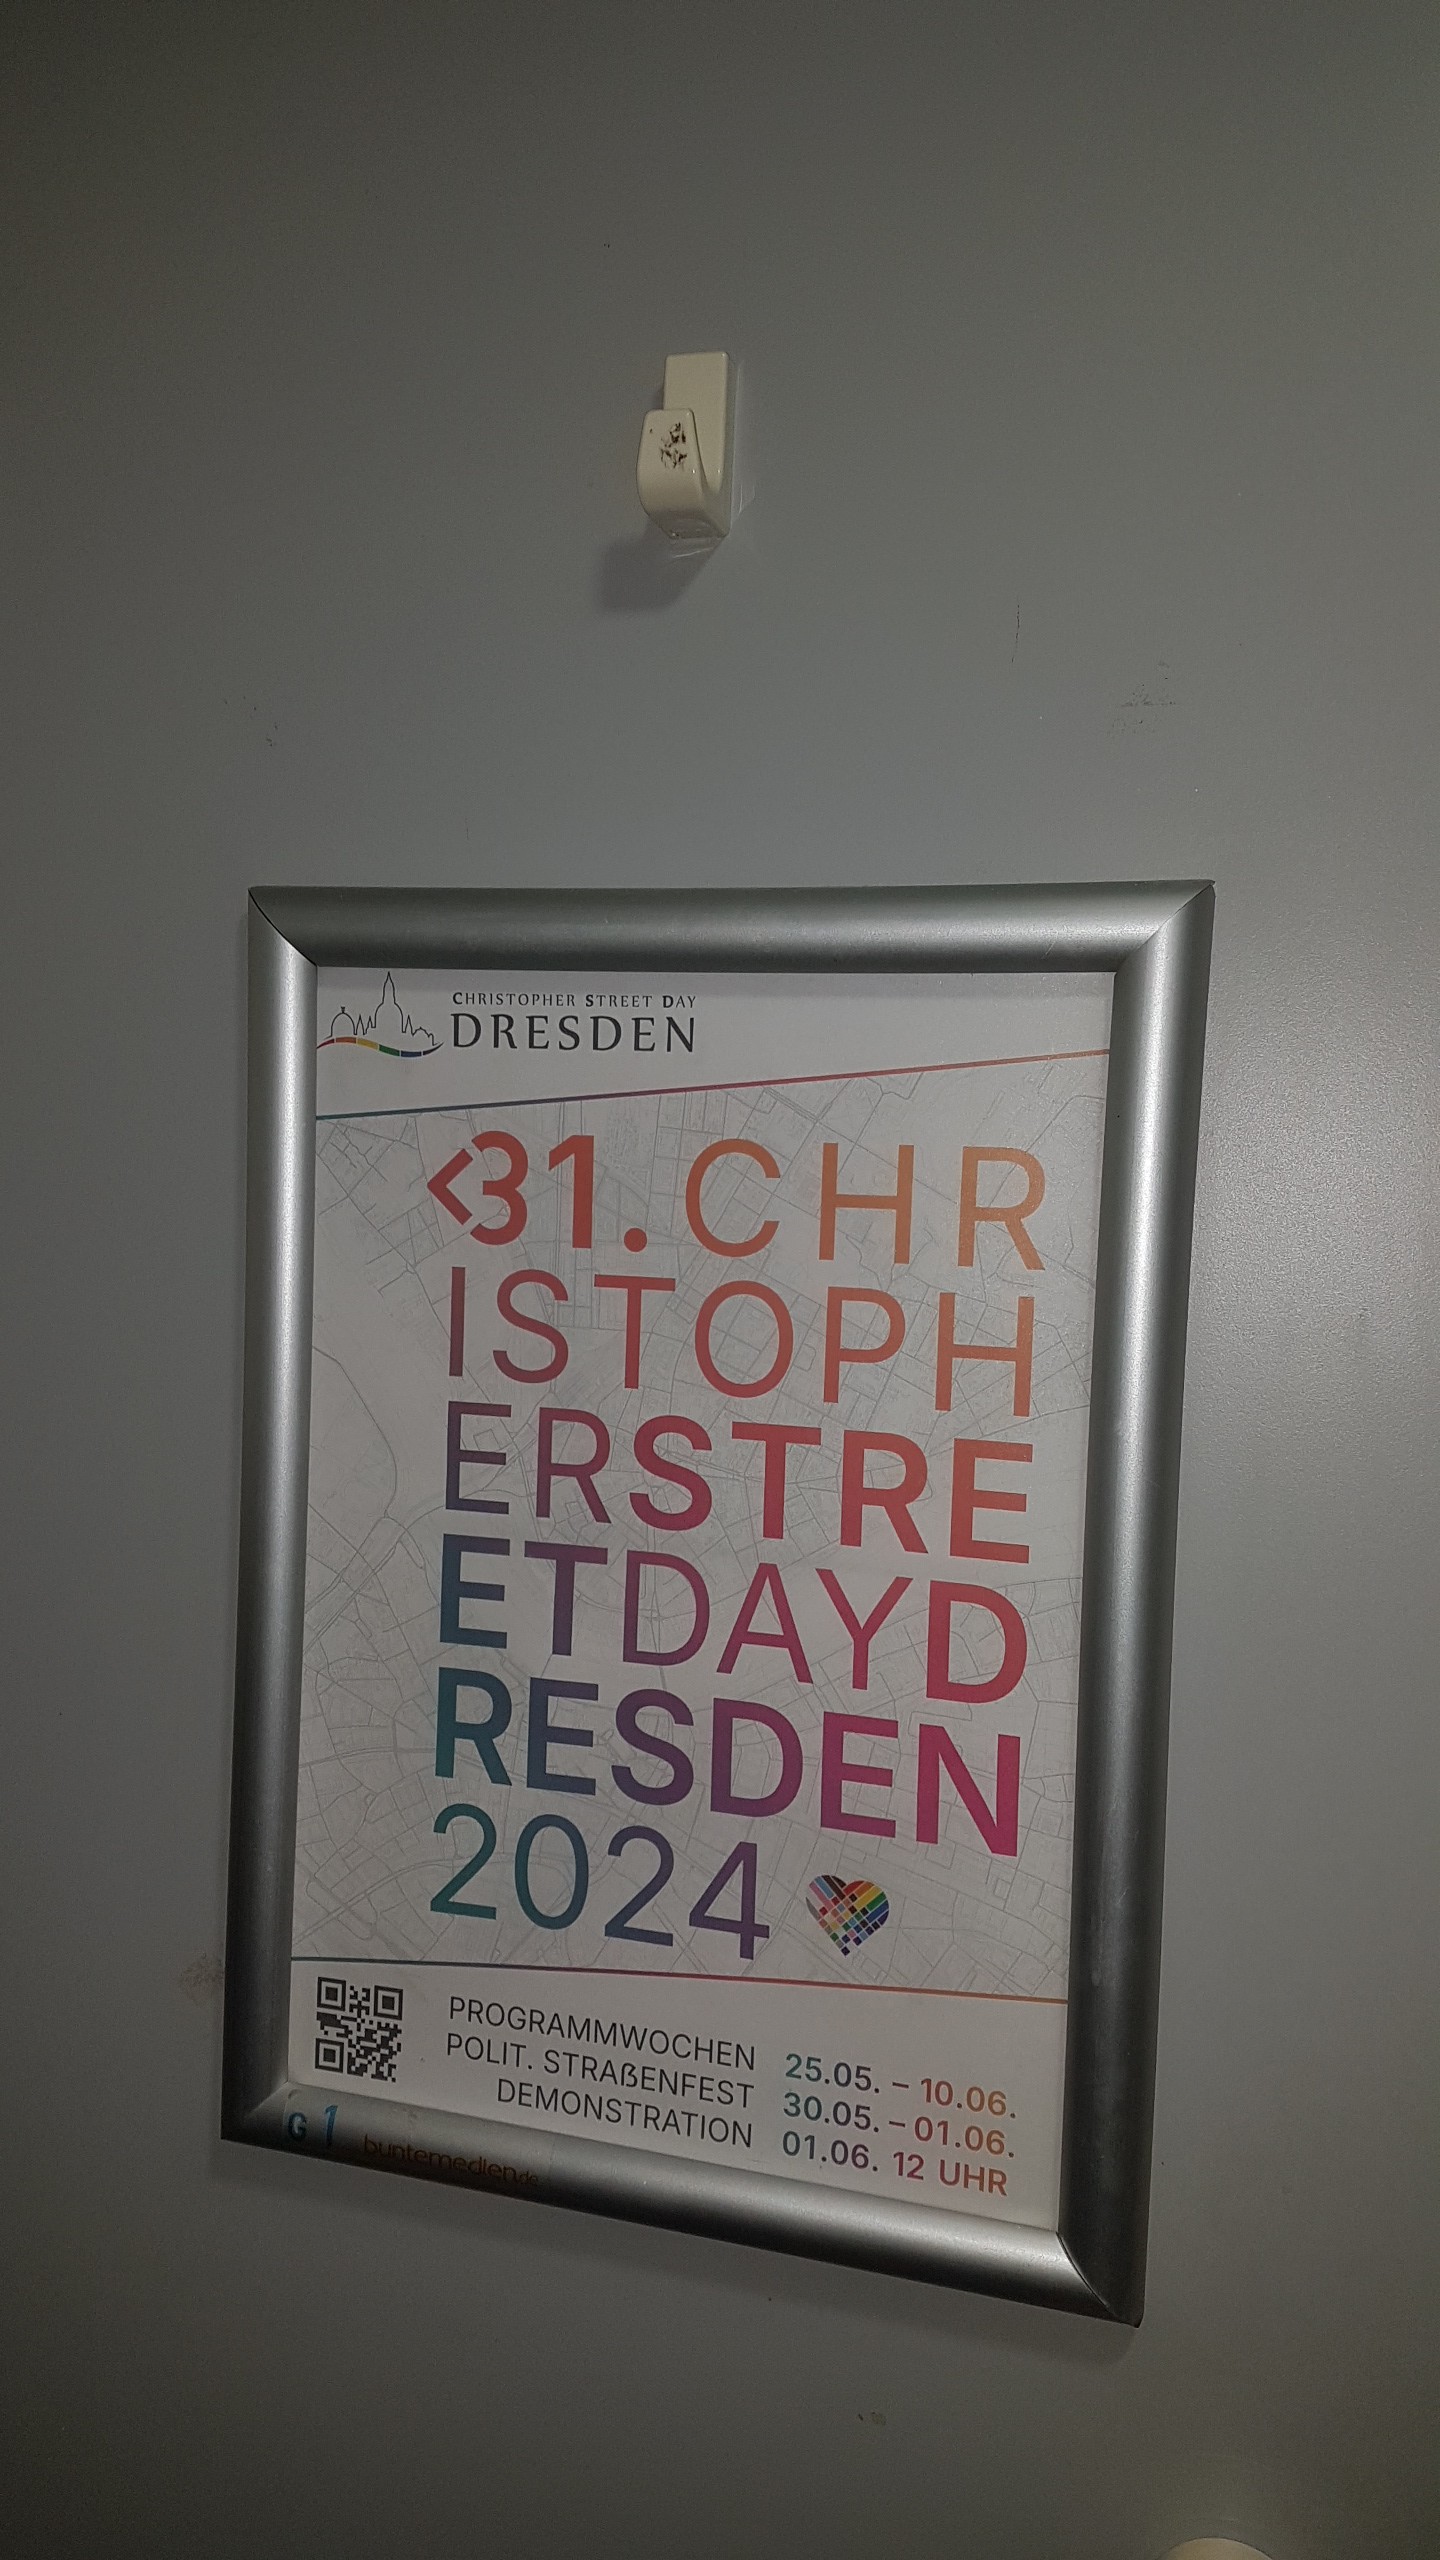 CHRISTOPHER STREET DAY
DRESDEN
<31. CHR
ISTOPH
ERSTRE
ETDAYD
RESDEN
2024
PROGRAMMWOCHEN 25.05. – 10.06.
POLIT. STRAßENFEST 30.05. – 01.06.
DEMONSTRATION 01.06. 12 UHR
G 1 buntemedien.de